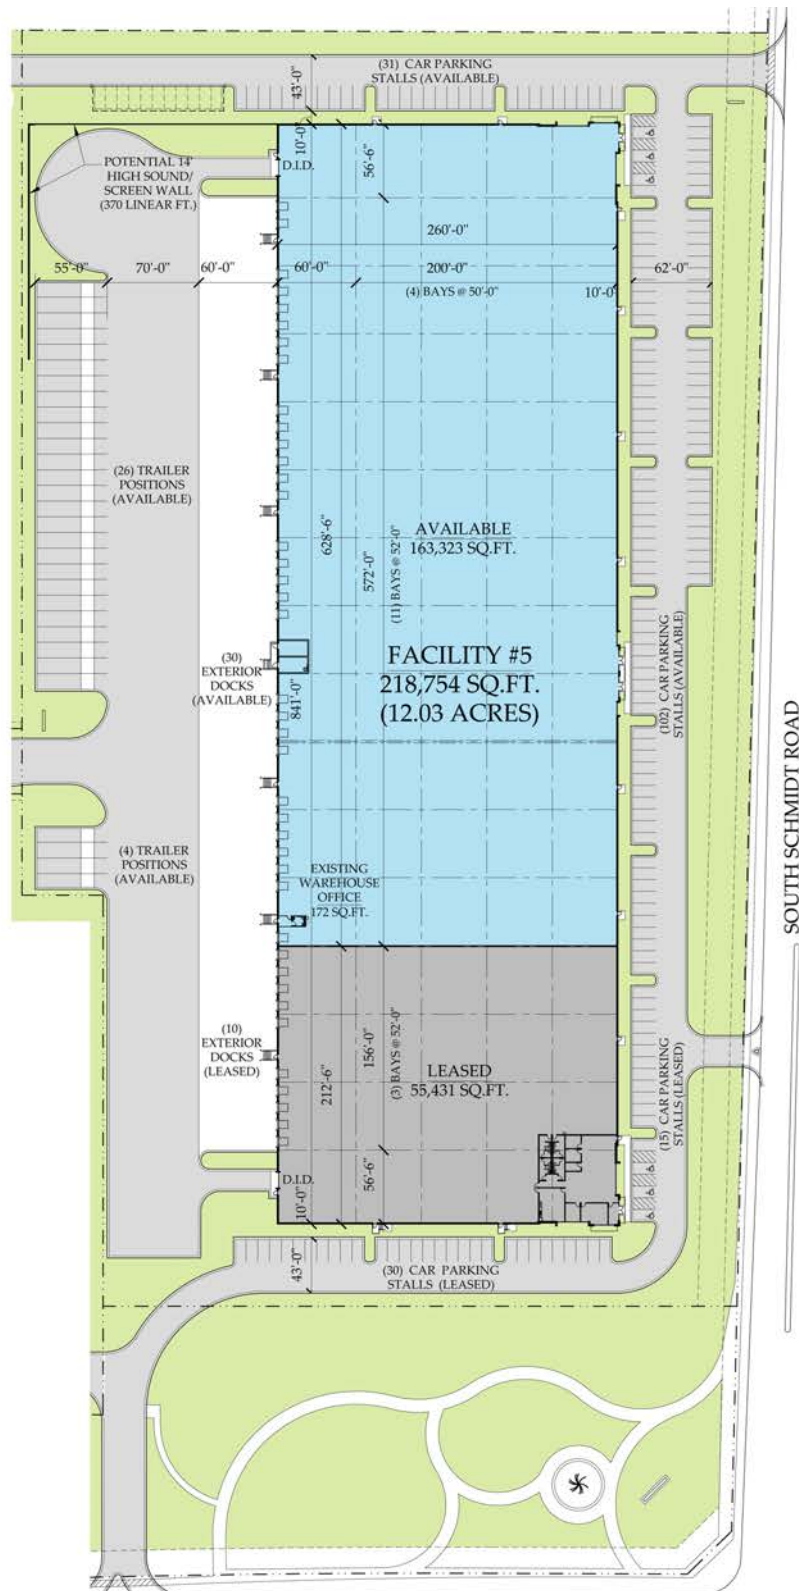 (31) CAR PARKING
STALLS (AVAILABLE)
43'-0"
10'-0"
D.I.D.
56'-6"
POTENTIAL 14'
HIGH SOUND/
SCREEN WALL
(370 LINEAR FT.)
260'-0"
55'-0"
70'-0"
60'-0"
60'-0"
200'-0"
(4) BAYS @ 50'-0"
10'-0
62'-0"
(26) TRAILER
POSITIONS
(AVAILABLE)
628'-6"
572'-0"
(11) BAYS @ 52'-0"
AVAILABLE
163,323 SQ.FT.
(30)
EXTERIOR
DOCKS
(AVAILABLE)
841'-0"
FACILITY #5
218,754 SQ.FT.
(12.03 ACRES)
(102) CAR PARKING
STALLS (AVAILABLE)
SOUTH SCHMIDT ROAD
(4) TRAILER
POSITIONS
(AVAILABLE)
EXISTING
WAREHOUSE
OFFICE
172 SQ.FT.
(10)
EXTERIOR
DOCKS
(LEASED)
212'-6"
156'-0"
(3) BAYS @ 52'-0"
LEASED
55,431 SQ.FT.
(15) CAR PARKING
STALLS (LEASED)
D.I.D.
10'-0"
56'-6"
43'-0"
(30) CAR PARKING
STALLS (LEASED)